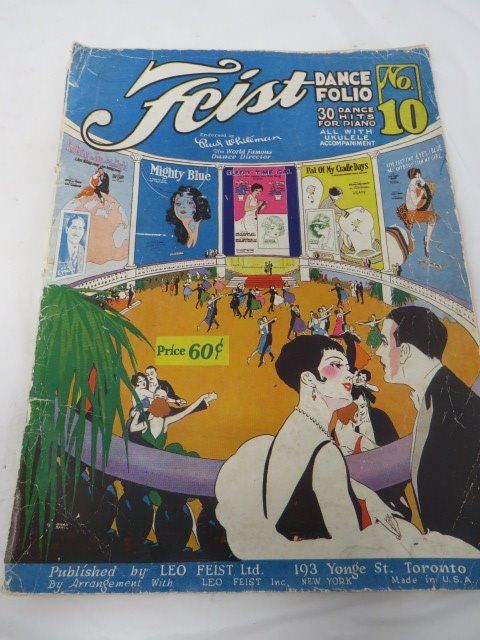 Feist
DANCE
FOLIO
No.
10
30 DANCE
HITS
FOR PIANO
ALL WITH
UKULELE
ACCOMPANIMENT
Endorsed by
Paul Whiteman
The World Famous
Dance Director
Mighty Blue
Pal Of My Cradle Days
Price 60¢
Published by LEO FEIST Ltd. 193 Yonge St. Toronto
By Arrangement With LEO FEIST Inc. NEW YORK Made in U.S.A.